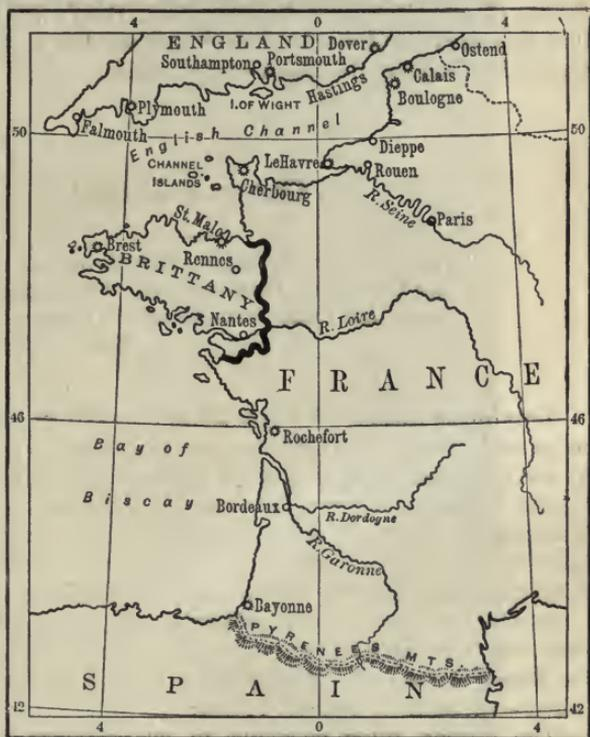 4 0 4
ENGLAND Dover
Ostend
Southampton Portsmouth
Hastings
Calais
I. OF WIGHT
Boulogne
Plymouth
Falmouth
50 50
English Channel
Dieppe
CHANNEL
ISLANDS
LeHavre
Rouen
Cherbourg
R. Seine
Paris
St. Malo
Brest
BRITTANY
Rennes
Nantes
R. Loire
FRANCE
46 46
Bay of
Rochefort
Biscay
Bordeaux
R. Dordogne
R. Garonne
Bayonne
PYRENEES MTS.
SPAIN
42 42
4 0 4